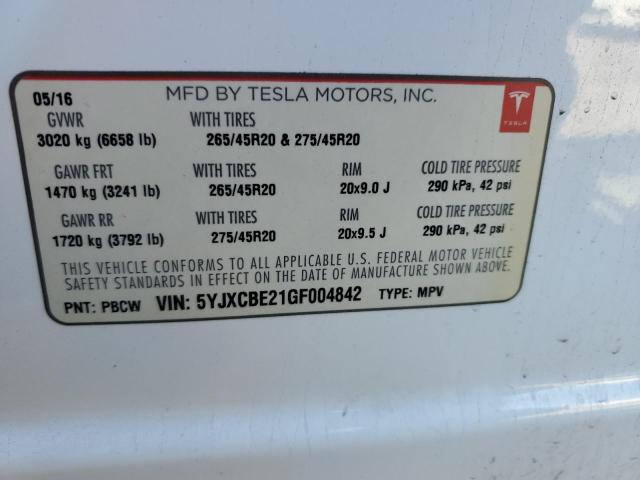 05/16 MFD BY TESLA MOTORS, INC.
GVWR WITH TIRES
3020 kg (6658 lb) 265/45R20 & 275/45R20
TESLA
GAWR FRT WITH TIRES RIM COLD TIRE PRESSURE
1470 kg (3241 lb) 265/45R20 20x9.0 J 290 kPa, 42 psi
GAWR RR WITH TIRES RIM COLD TIRE PRESSURE
1720 kg (3792 lb) 275/45R20 20x9.5 J 290 kPa, 42 psi
THIS VEHICLE CONFORMS TO ALL APPLICABLE U.S. FEDERAL MOTOR VEHICLE
SAFETY STANDARDS IN EFFECT ON THE DATE OF MANUFACTURE SHOWN ABOVE.
PNT: PBCW VIN: 5YJXCBE21GF004842 TYPE: MPV